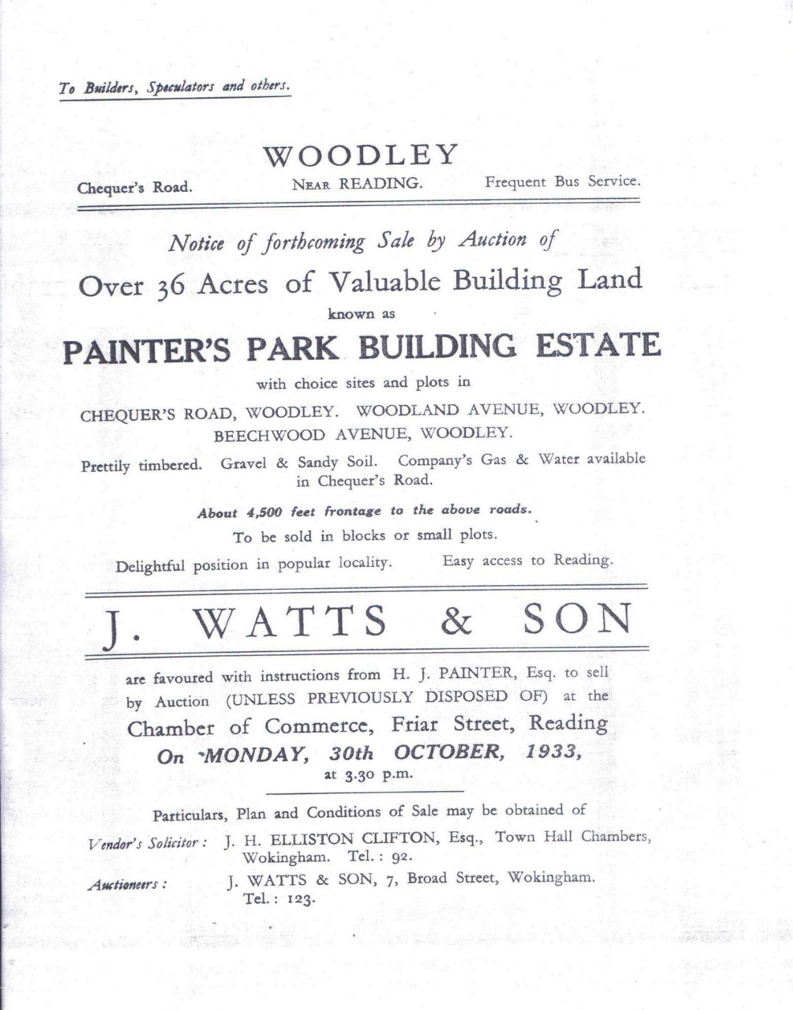 To Builders, Speculators and others.
WOODLEY
Chequer's Road. NEAR READING. Frequent Bus Service.
Notice of forthcoming Sale by Auction of
Over 36 Acres of Valuable Building Land
known as
PAINTER'S PARK BUILDING ESTATE
with choice sites and plots in
CHEQUER'S ROAD, WOODLEY. WOODLAND AVENUE, WOODLEY.
BEECHWOOD AVENUE, WOODLEY.
Prettily timbered. Gravel & Sandy Soil. Company's Gas & Water available
in Chequer's Road.
About 4,500 feet frontage to the above roads.
To be sold in blocks or small plots.
Delightful position in popular locality. Easy access to Reading.
J. WATTS & SON
are favoured with instructions from H. J. PAINTER, Esq. to sell
by Auction (UNLESS PREVIOUSLY DISPOSED OF) at the
Chamber of Commerce, Friar Street, Reading
On MONDAY, 30th OCTOBER, 1933,
at 3.30 p.m.
Particulars, Plan and Conditions of Sale may be obtained of
Vendor's Solicitor : J. H. ELLISTON CLIFTON, Esq., Town Hall Chambers,
Wokingham. Tel. : 92.
Auctioneers : J. WATTS & SON, 7, Broad Street, Wokingham.
Tel. : 123.